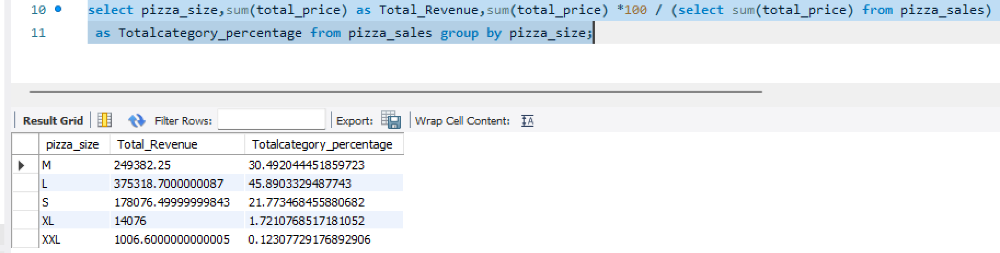 10 select pizza_size,sum(total_price) as Total_Revenue,sum(total_price) *100 / (select sum(total_price) from pizza_sales)
11 as Totalcategory_percentage from pizza_sales group by pizza_size;
Result Grid Filter Rows: Export: Wrap Cell Content: IA
pizza_size Total_Revenue Totalcategory_percentage
M 249382.25 30.492044451859723
L 375318.7000000087 45.8903329487743
S 178076.49999999843 21.773468455880682
XL 14076 1.7210768517181052
XXL 1006.6000000000005 0.12307729176892906